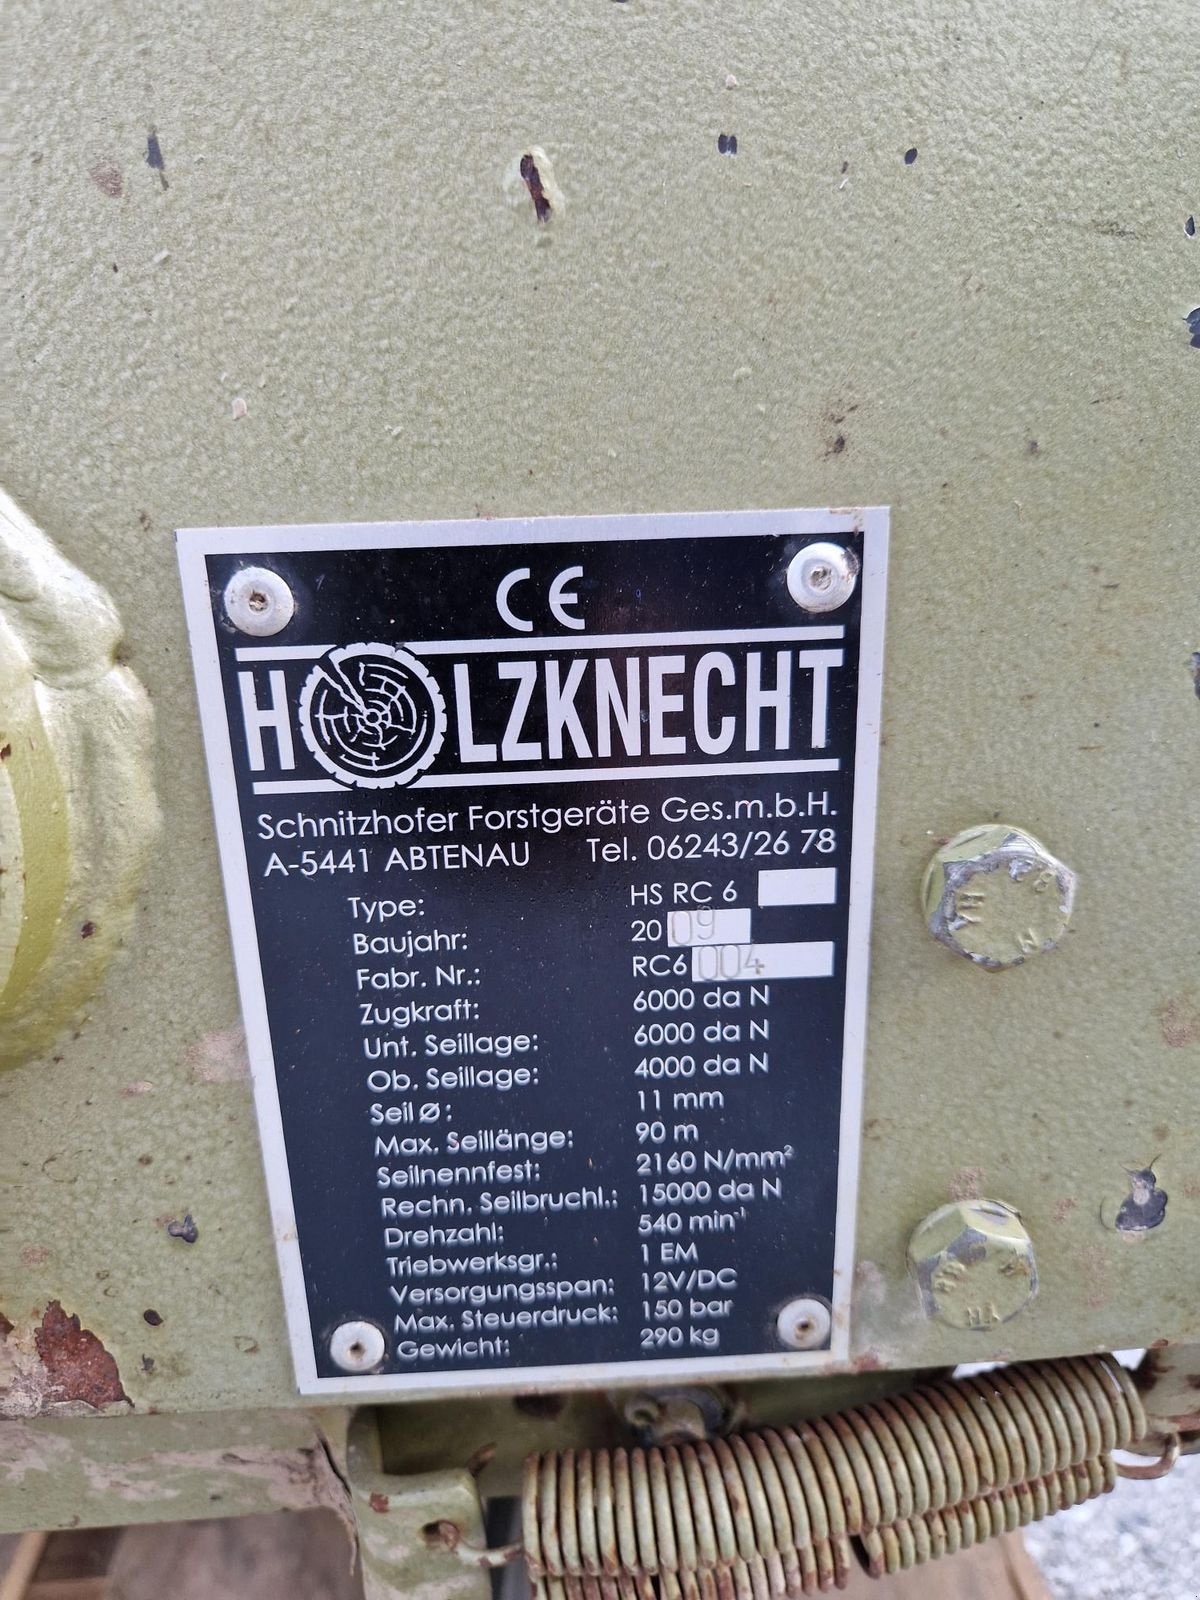 CE
HOLZKNECHT
Schnitzhofer Forstgeräte Ges.m.b.H.
A-5441 ABTENAU Tel. 06243/26 78
Type: HS RC 6
Baujahr: 2009
Fabr. Nr.: RC6 004
Zugkraft: 6000 da N
Unt. Seillage: 6000 da N
Ob. Seillage: 4000 da N
Seil Ø: 11 mm
Max. Seillänge: 90 m
Seilnennfest: 2160 N/mm²
Rechn. Seilbruchl.: 15000 da N
Drehzahl: 540 min⁻¹
Triebwerksgr.: 1 EM
Versorgungsspan: 12V/DC
Max. Steuerdruck: 150 bar
Gewicht: 290 kg